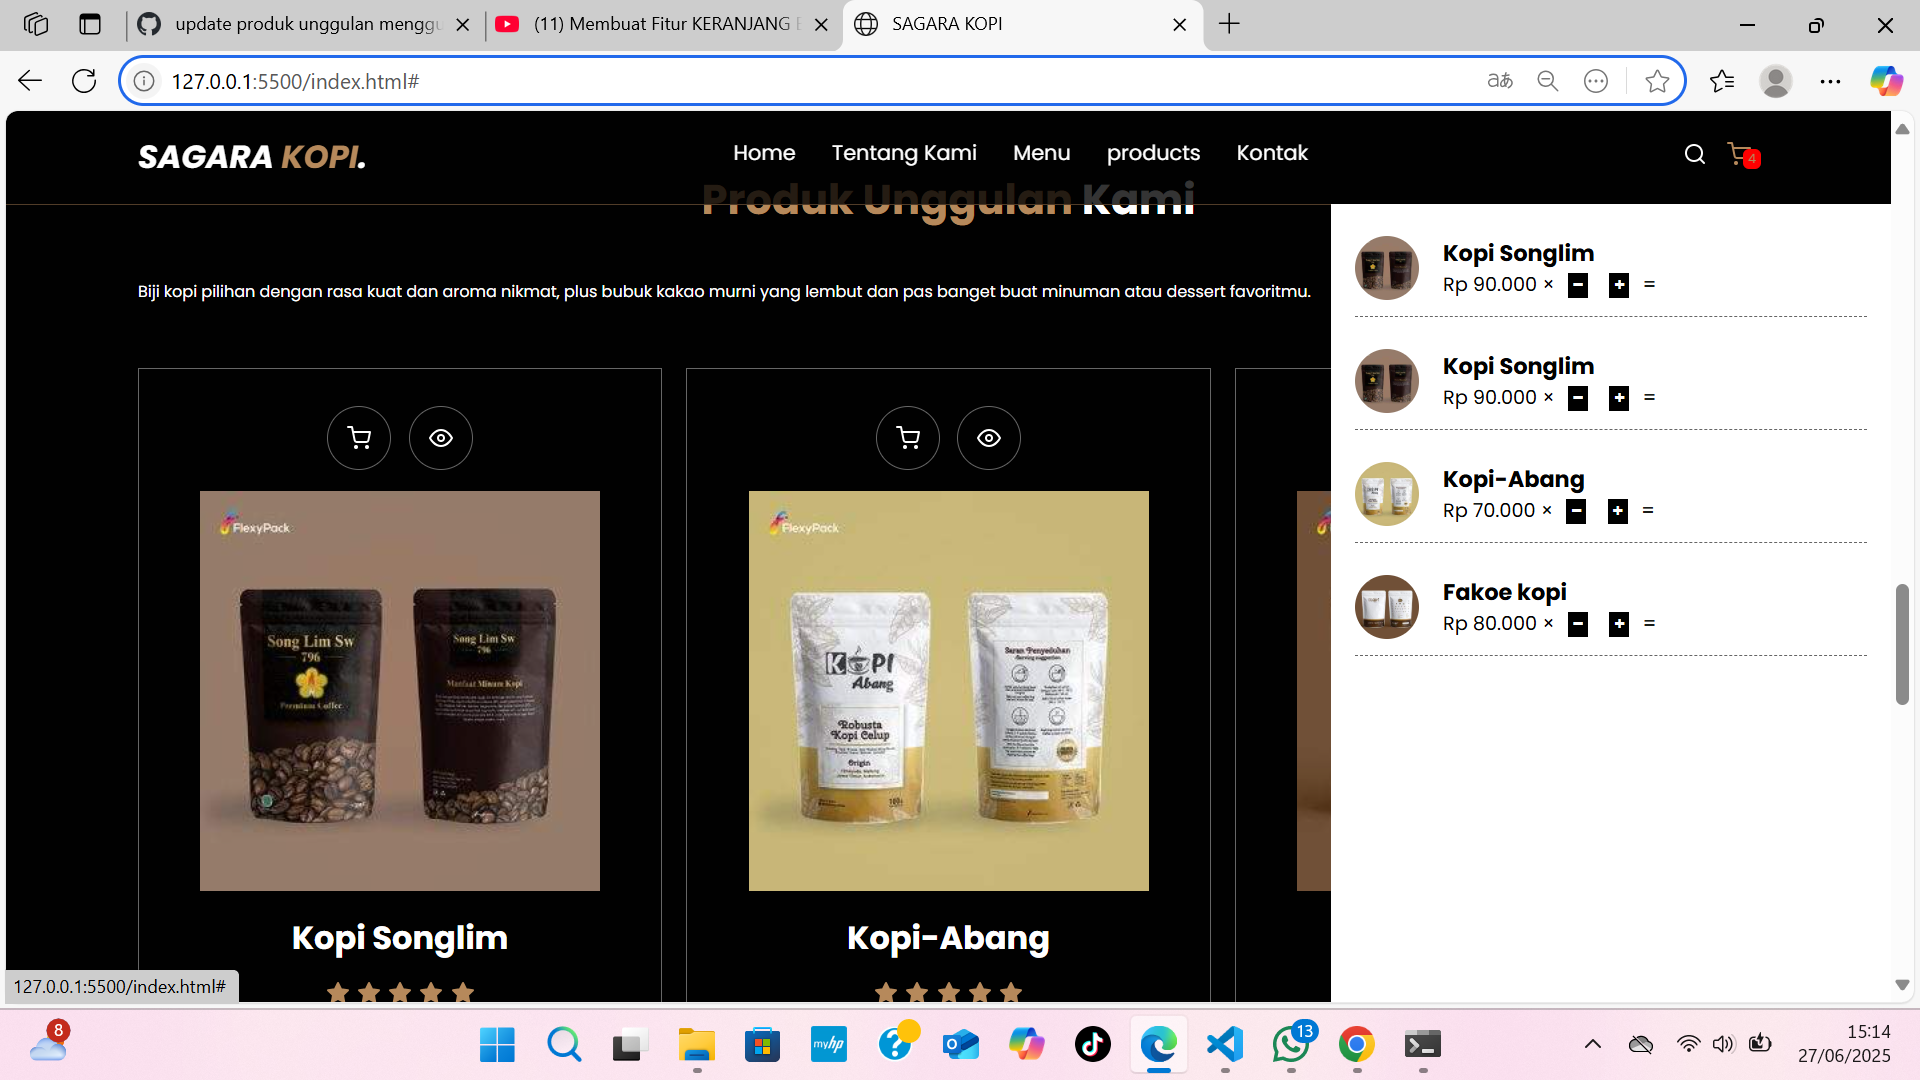 update produk unggulan menggu
(11) Membuat Fitur KERANJANG B
SAGARA KOPI
127.0.0.1:5500/index.html#
SAGARA KOPI.
Home
Tentang Kami
Menu
products
Kontak
4
Produk Unggulan Kami
Biji kopi pilihan dengan rasa kuat dan aroma nikmat, plus bubuk kakao murni yang lembut dan pas banget buat minuman atau dessert favoritmu.
Kopi Songlim
Rp 90.000 × − + =
Kopi Songlim
Rp 90.000 × − + =
Kopi-Abang
Rp 70.000 × − + =
Fakoe kopi
Rp 80.000 × − + =
FlexyPack
Song Lim Sw
796
Premium Coffee
Song Lim Sw
796
Manfaat Minum Kopi
FlexyPack
KOPI
Abang
Robusta
Kopi Celup
Origin
Saran Penyeduhan
Kopi Songlim
Kopi-Abang
127.0.0.1:5500/index.html#
8
myhp
13
15:14
27/06/2025